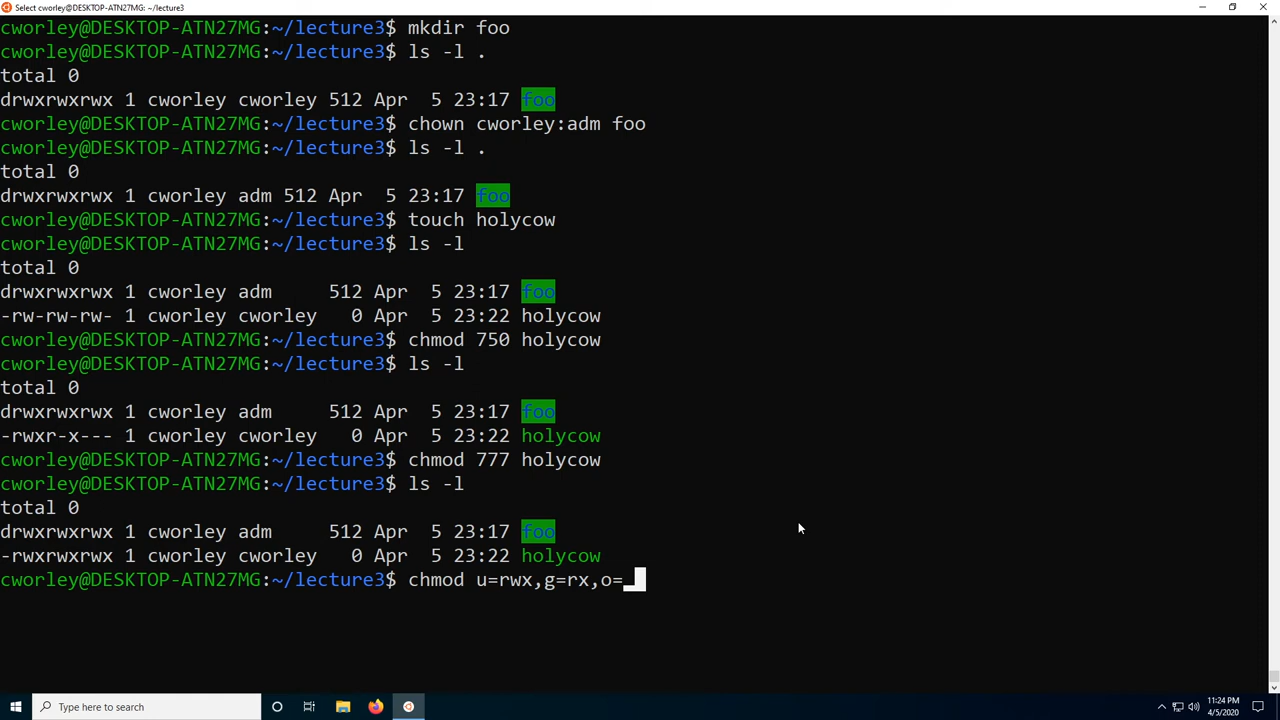 Select cworley@DESKTOP-ATN27MG: ~/lecture3
cworley@DESKTOP-ATN27MG:~/lecture3$ mkdir foo
cworley@DESKTOP-ATN27MG:~/lecture3$ ls -l .
total 0
drwxrwxrwx 1 cworley cworley 512 Apr  5 23:17 foo
cworley@DESKTOP-ATN27MG:~/lecture3$ chown cworley:adm foo
cworley@DESKTOP-ATN27MG:~/lecture3$ ls -l .
total 0
drwxrwxrwx 1 cworley adm 512 Apr  5 23:17 foo
cworley@DESKTOP-ATN27MG:~/lecture3$ touch holycow
cworley@DESKTOP-ATN27MG:~/lecture3$ ls -l
total 0
drwxrwxrwx 1 cworley adm     512 Apr  5 23:17 foo
-rw-rw-rw- 1 cworley cworley   0 Apr  5 23:22 holycow
cworley@DESKTOP-ATN27MG:~/lecture3$ chmod 750 holycow
cworley@DESKTOP-ATN27MG:~/lecture3$ ls -l
total 0
drwxrwxrwx 1 cworley adm     512 Apr  5 23:17 foo
-rwxr-x--- 1 cworley cworley   0 Apr  5 23:22 holycow
cworley@DESKTOP-ATN27MG:~/lecture3$ chmod 777 holycow
cworley@DESKTOP-ATN27MG:~/lecture3$ ls -l
total 0
drwxrwxrwx 1 cworley adm     512 Apr  5 23:17 foo
-rwxrwxrwx 1 cworley cworley   0 Apr  5 23:22 holycow
cworley@DESKTOP-ATN27MG:~/lecture3$ chmod u=rwx,g=rx,o=
Type here to search
11:24 PM
4/5/2020